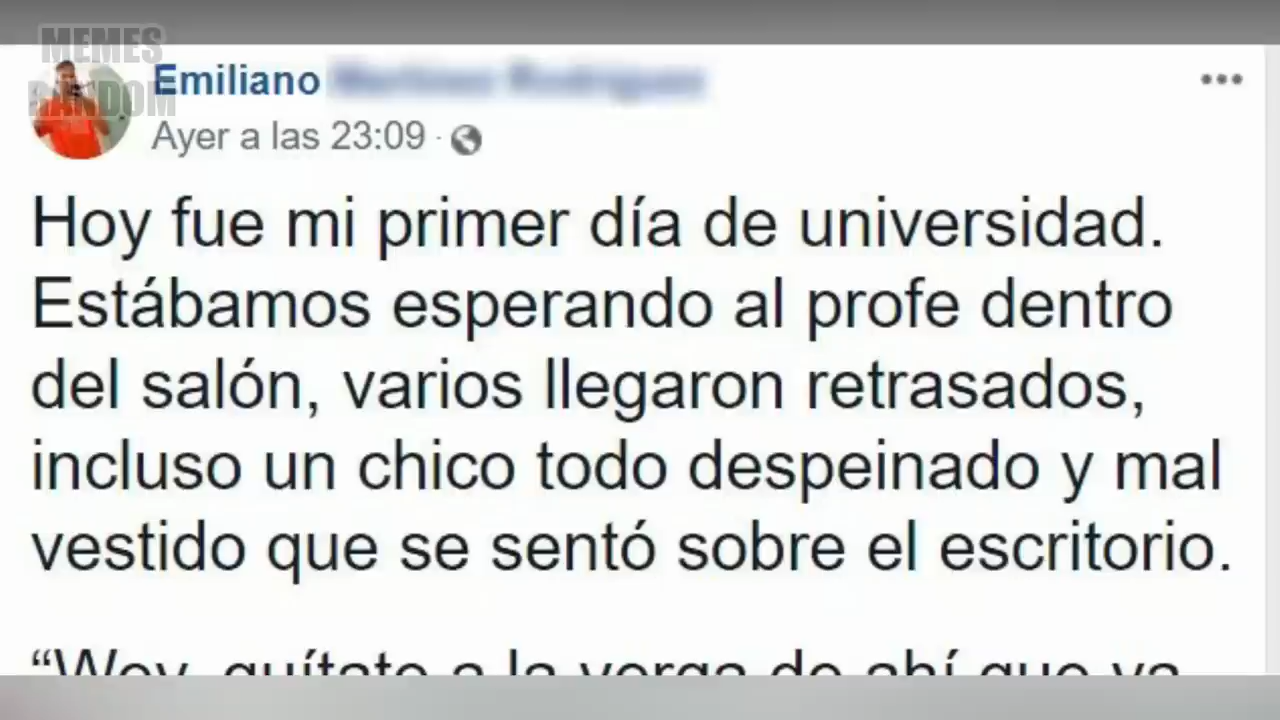 MEMES
RANDOM
Emiliano
Ayer a las 23:09 ·
Hoy fue mi primer día de universidad.
Estábamos esperando al profe dentro
del salón, varios llegaron retrasados,
incluso un chico todo despeinado y mal
vestido que se sentó sobre el escritorio.
“Wey, quítate a la verga de ahí que ya